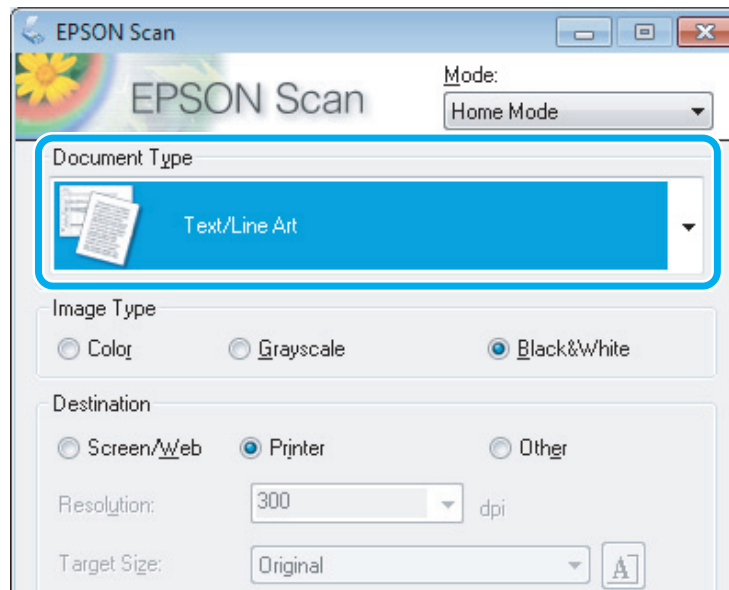 EPSON Scan
EPSON Scan
Mode:
Home Mode
Document Type
Text/Line Art
Image Type
Color Grayscale Black&White
Destination
Screen/Web Printer Other
Resolution: 300 dpi
Target Size: Original A